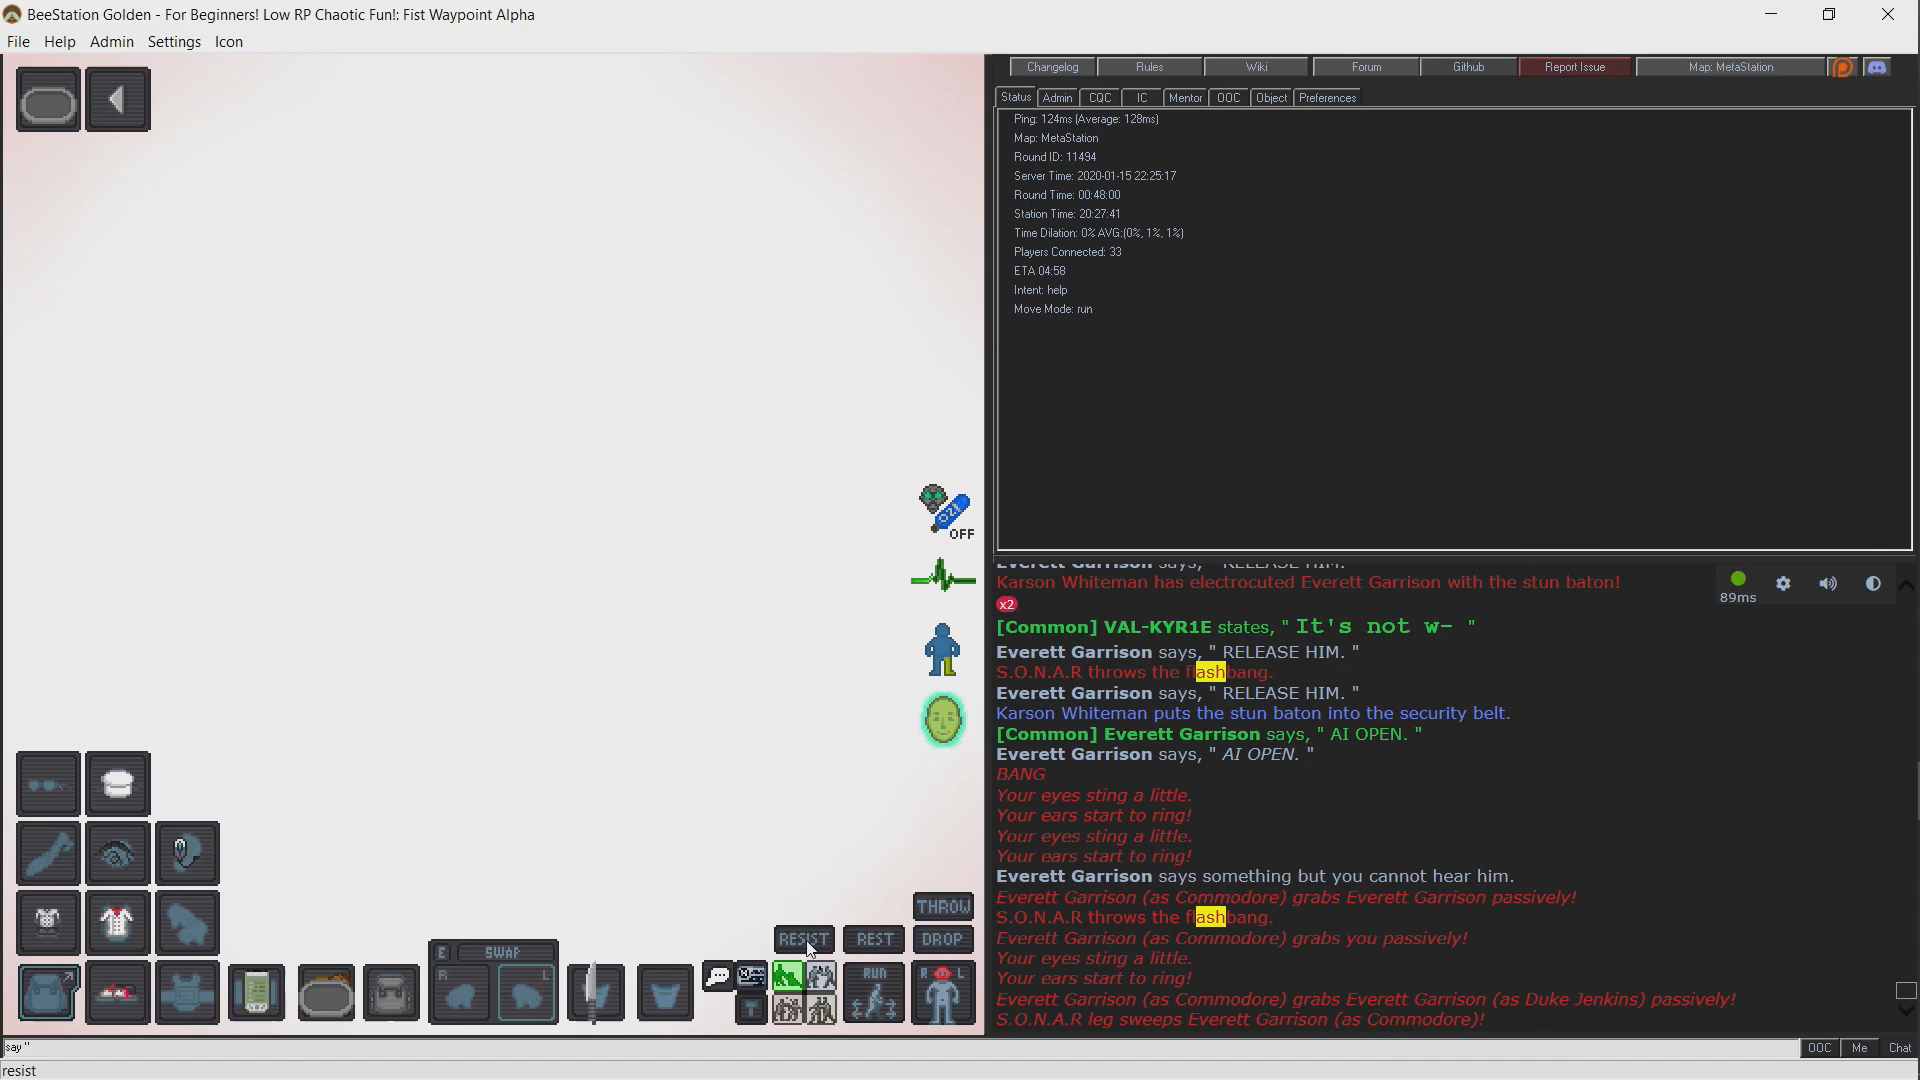 BeeStation Golden - For Beginners! Low RP Chaotic Fun!: Fist Waypoint Alpha
File Help Admin Settings Icon
Changelog Rules Wiki Forum Github Report Issue Map: MetaStation
Status Admin CQC IC Mentor OOC Object Preferences
Ping: 124ms (Average: 128ms)
Map: MetaStation
Round ID: 11494
Server Time: 2020-01-15 22:25:17
Round Time: 00:48:00
Station Time: 20:27:41
Time Dilation: 0% AVG:(0%, 1%, 1%)
Players Connected: 33
ETA 04:58
Intent: help
Move Mode: run
O2
OFF
Everett Garrison says, " RELEASE HIM. "
Karson Whiteman has electrocuted Everett Garrison with the stun baton!
x2
89ms
[Common] VAL-KYR1E states, " It's not w- "
Everett Garrison says, " RELEASE HIM. "
S.O.N.A.R throws the flashbang.
Everett Garrison says, " RELEASE HIM. "
Karson Whiteman puts the stun baton into the security belt.
[Common] Everett Garrison says, " AI OPEN. "
Everett Garrison says, " AI OPEN. "
BANG
Your eyes sting a little.
Your ears start to ring!
Your eyes sting a little.
Your ears start to ring!
Everett Garrison says something but you cannot hear him.
Everett Garrison (as Commodore) grabs Everett Garrison passively!
S.O.N.A.R throws the flashbang.
Everett Garrison (as Commodore) grabs you passively!
Your eyes sting a little.
Your ears start to ring!
Everett Garrison (as Commodore) grabs Everett Garrison (as Duke Jenkins) passively!
S.O.N.A.R leg sweeps Everett Garrison (as Commodore)!
THROW
RESIST REST DROP
E SWAP
R L
RUN
R L
say "
OOC Me Chat
resist